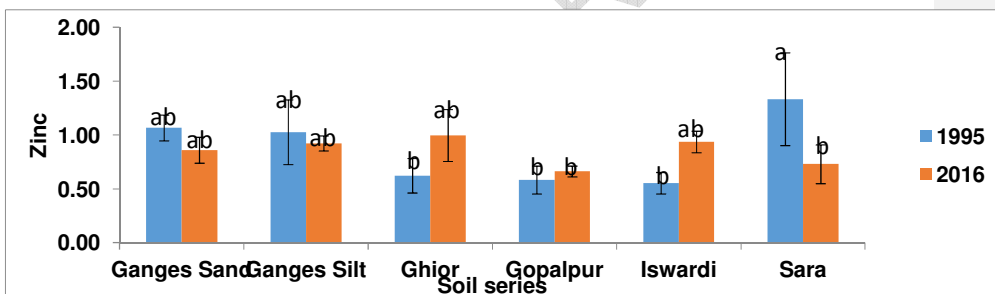 2.00
1.50
1.00
0.50
0.00
Zinc
ab
ab
ab
ab
b
ab
b
b
b
ab
a
b
Ganges Sand
Ganges Silt
Ghior
Gopalpur
Iswardi
Sara
Soil series
1995
2016